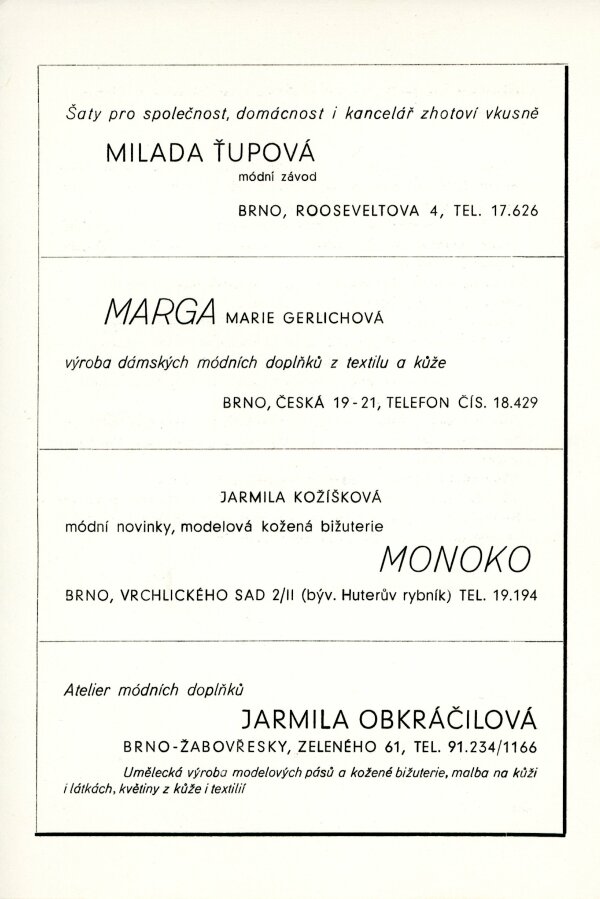 Šaty pro společnost, domácnost i kancelář zhotoví vkusně
MILADA ŤUPOVÁ
módní závod
BRNO, ROOSEVELTOVA 4, TEL. 17.626
MARGA MARIE GERLICHOVÁ
výroba dámských módních doplňků z textilu a kůže
BRNO, ČESKÁ 19-21, TELEFON ČÍS. 18.429
JARMILA KOŽÍŠKOVÁ
módní novinky, modelová kožená bižuterie
MONOKO
BRNO, VRCHLICKÉHO SAD 2/II (býv. Huterův rybník) TEL. 19.194
Atelier módních doplňků
JARMILA OBKRÁČILOVÁ
BRNO-ŽABOVŘESKY, ZELENÉHO 61, TEL. 91.234/1166
Umělecká výroba modelových pásů a kožené bižuterie, malba na kůži
i látkách, květiny z kůže i textilií